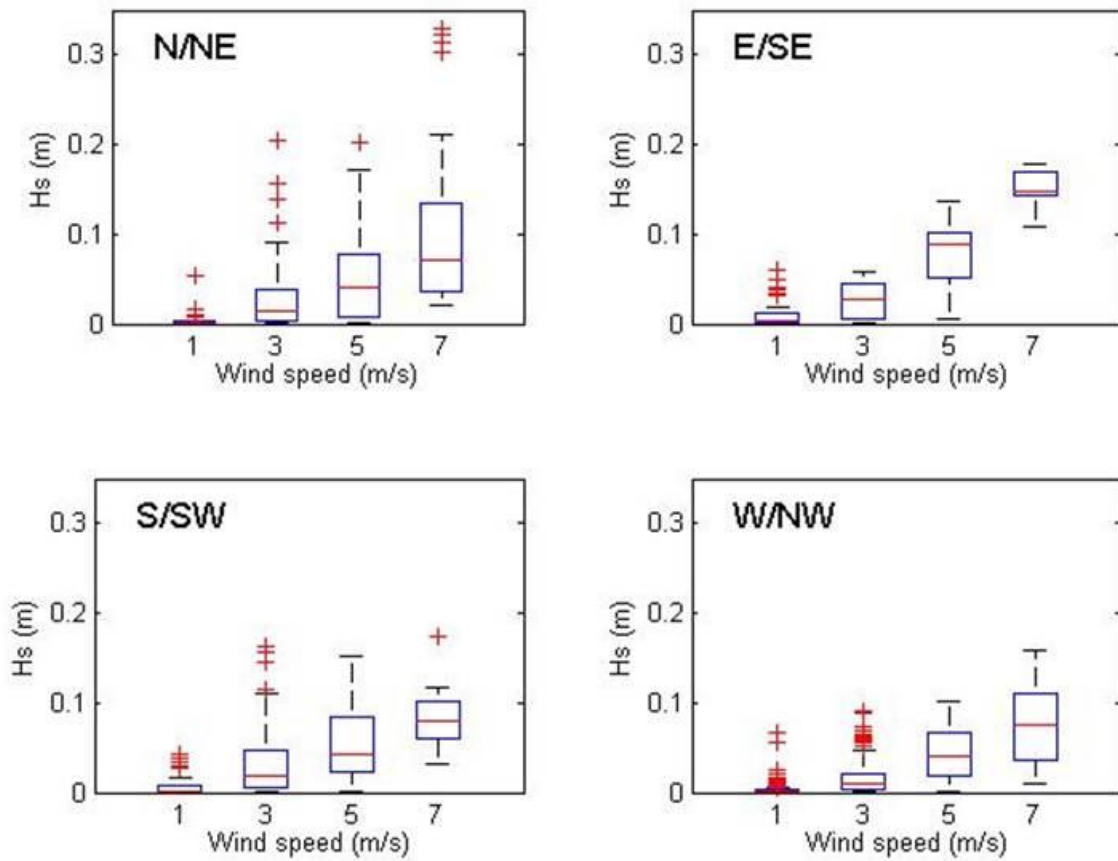 N/NE
0.3
0.2
0.1
0
Hs (m)
1 3 5 7
Wind speed (m/s)
E/SE
0.3
0.2
0.1
0
Hs (m)
1 3 5 7
Wind speed (m/s)
S/SW
0.3
0.2
0.1
0
Hs (m)
1 3 5 7
Wind speed (m/s)
W/NW
0.3
0.2
0.1
0
Hs (m)
1 3 5 7
Wind speed (m/s)